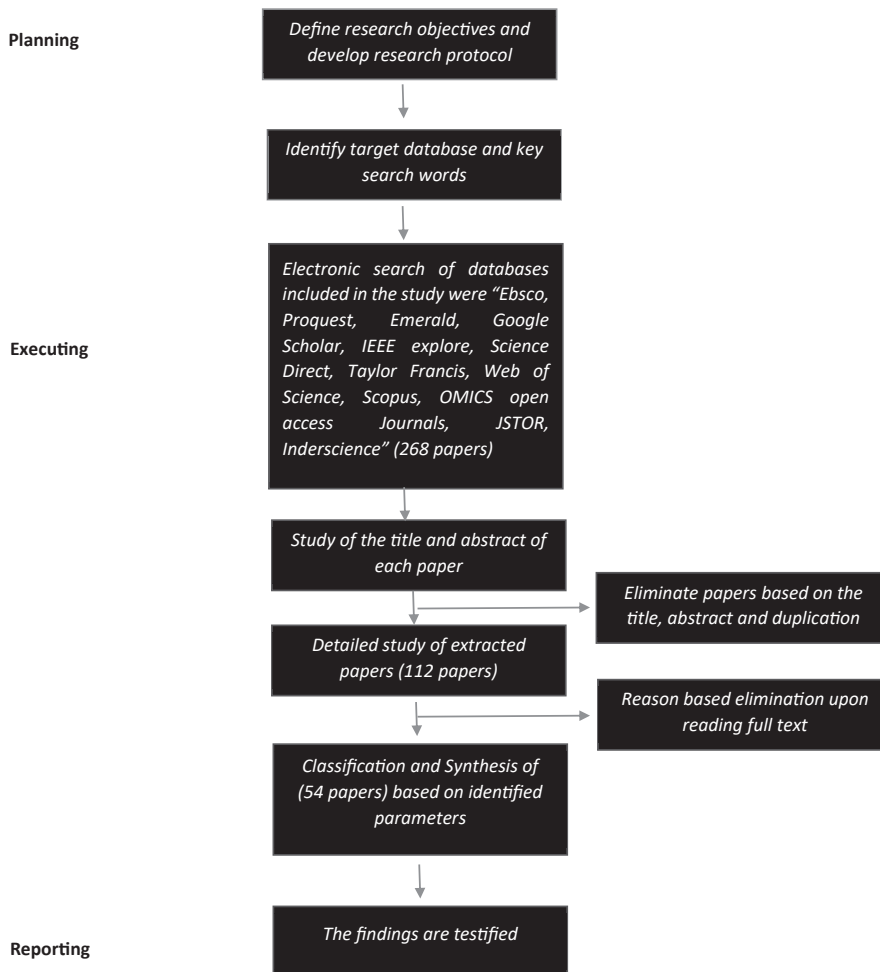 Planning
Define research objectives and
develop research protocol
Identify target database and key
search words
Executing
Electronic search of databases
included in the study were “Ebsco,
Proquest, Emerald, Google
Scholar, IEEE explore, Science
Direct, Taylor Francis, Web of
Science, Scopus, OMICS open
access Journals, JSTOR,
Inderscience” (268 papers)
Study of the title and abstract of
each paper
Eliminate papers based on the
title, abstract and duplication
Detailed study of extracted
papers (112 papers)
Reason based elimination upon
reading full text
Classification and Synthesis of
(54 papers) based on identified
parameters
Reporting
The findings are testified